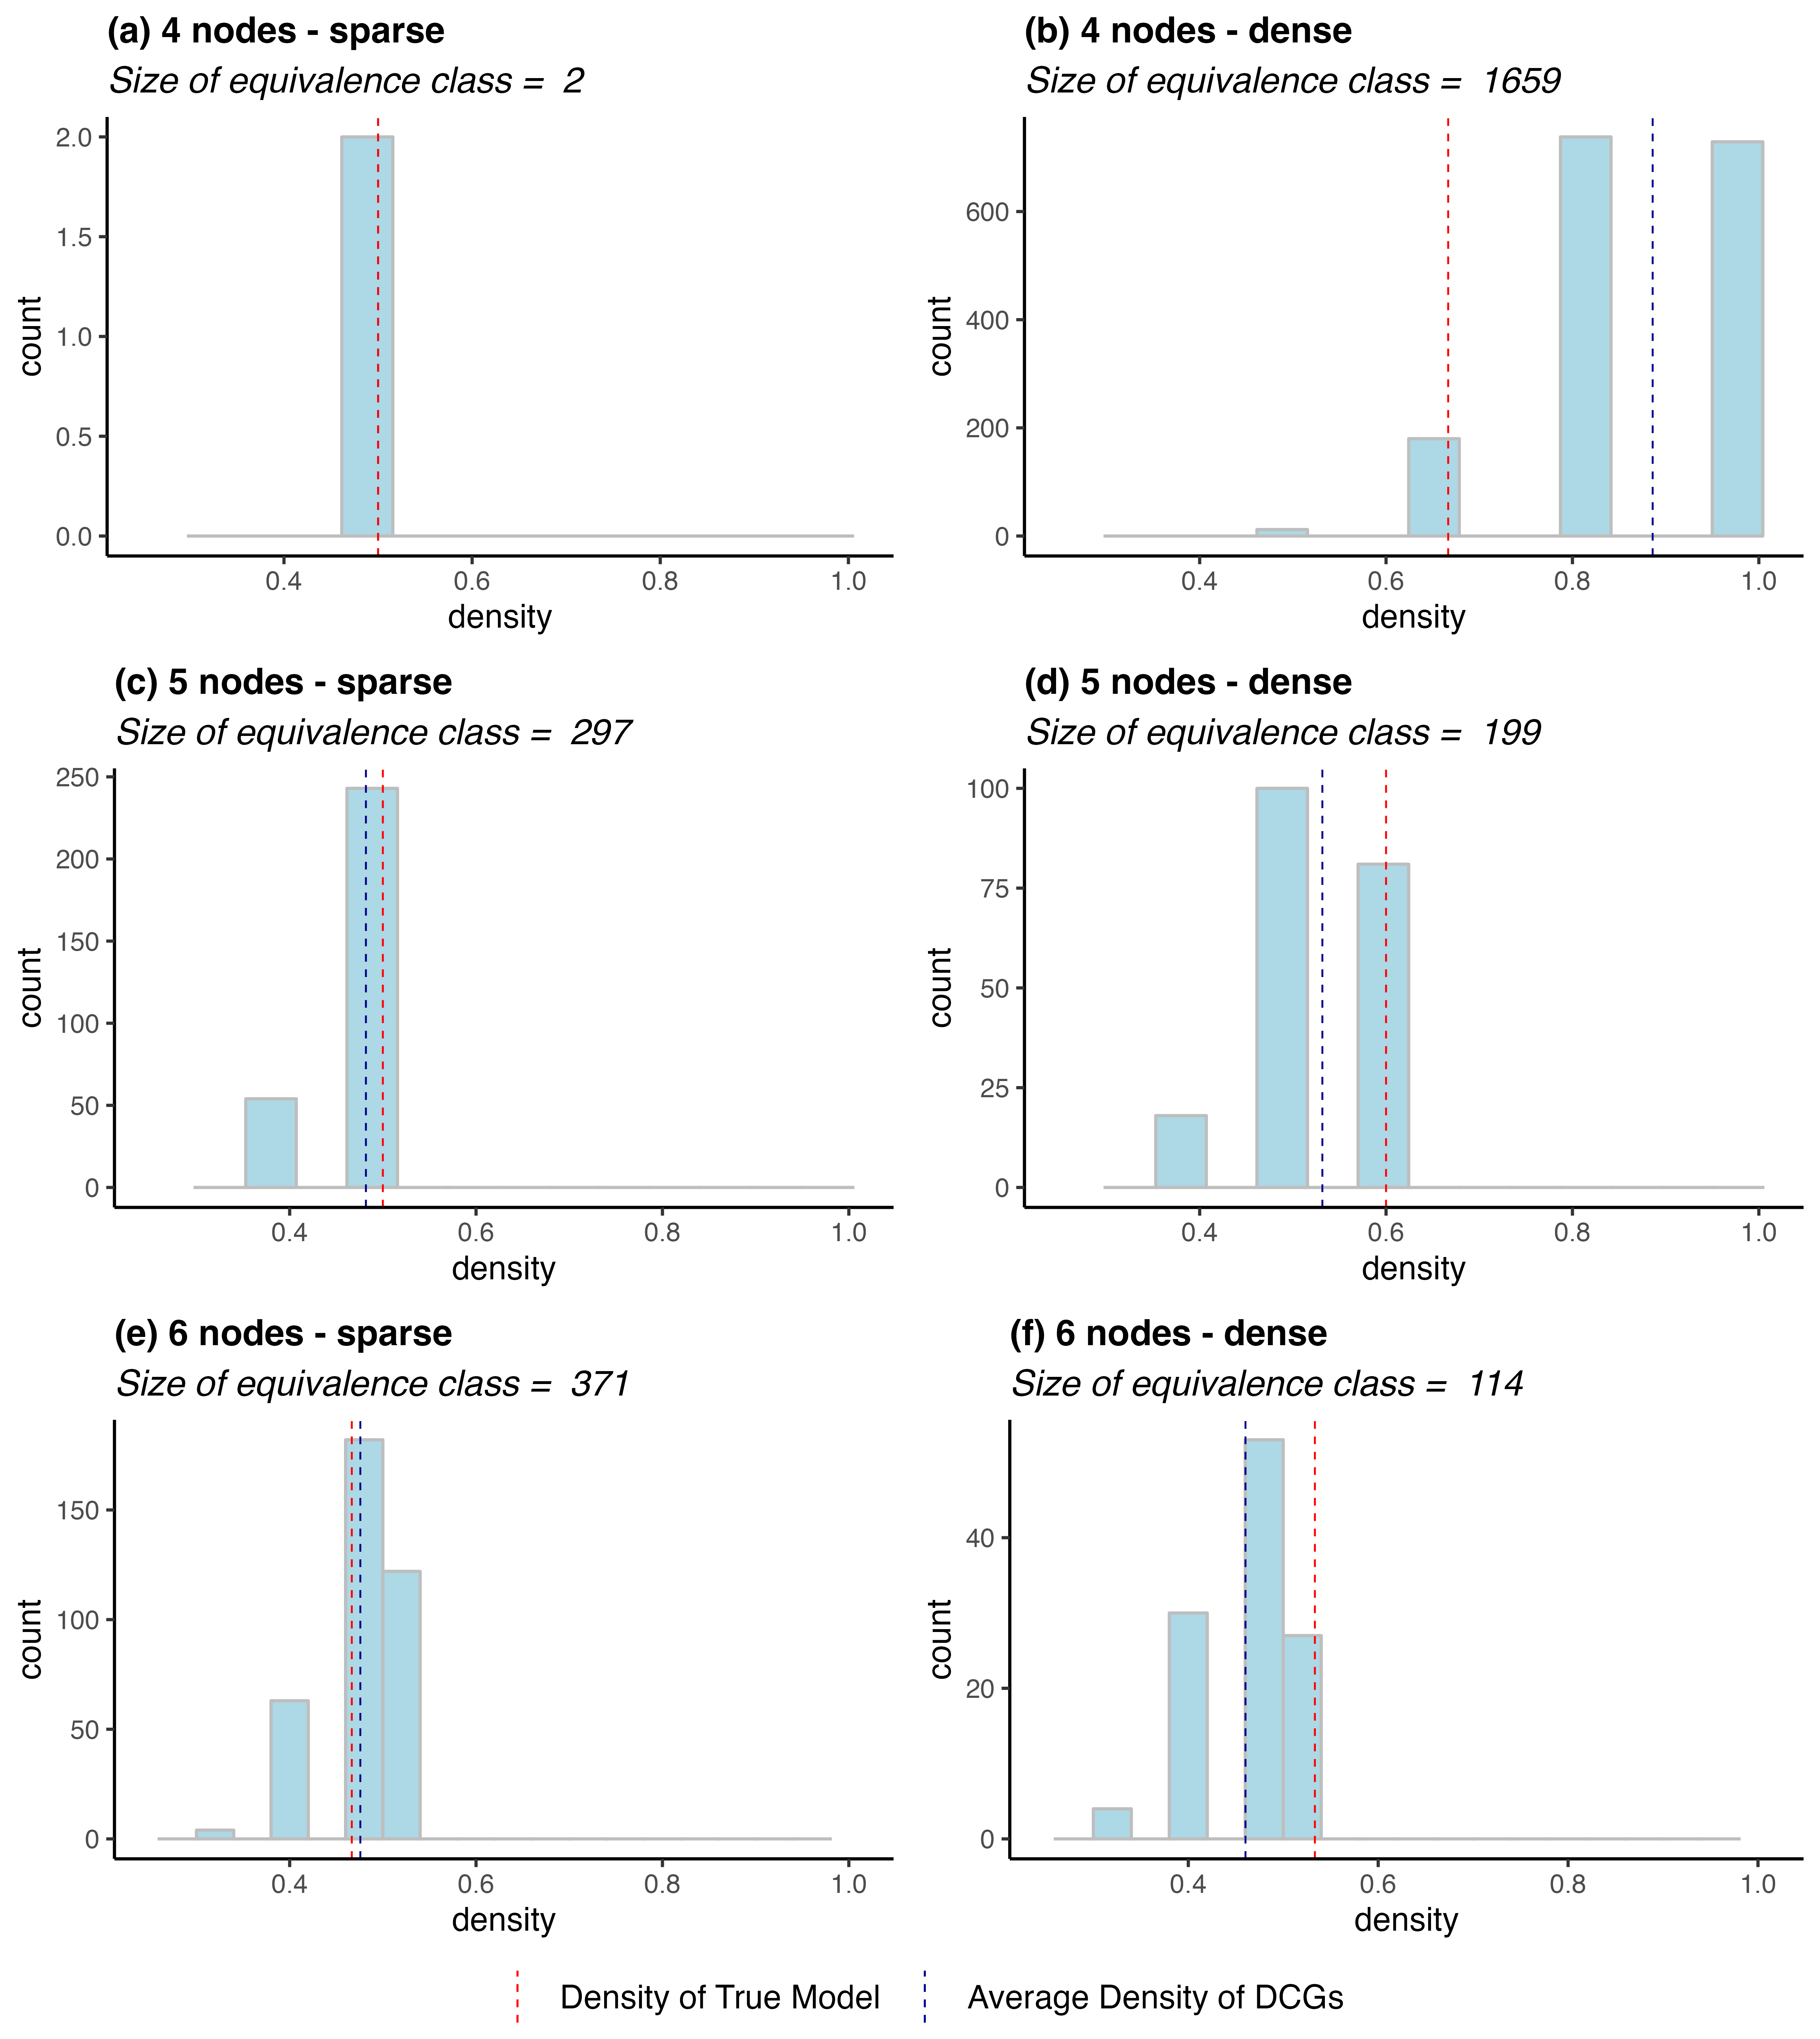 (a) 4 nodes - sparse
Size of equivalence class = 2
2.0
1.5
1.0
0.5
0.0
count
0.4 0.6 0.8 1.0
density
(b) 4 nodes - dense
Size of equivalence class = 1659
600
400
200
0
count
0.4 0.6 0.8 1.0
density
(c) 5 nodes - sparse
Size of equivalence class = 297
250
200
150
100
50
0
count
0.4 0.6 0.8 1.0
density
(d) 5 nodes - dense
Size of equivalence class = 199
100
75
50
25
0
count
0.4 0.6 0.8 1.0
density
(e) 6 nodes - sparse
Size of equivalence class = 371
150
100
50
0
count
0.4 0.6 0.8 1.0
density
(f) 6 nodes - dense
Size of equivalence class = 114
40
20
0
count
0.4 0.6 0.8 1.0
density
Density of True Model Average Density of DCGs